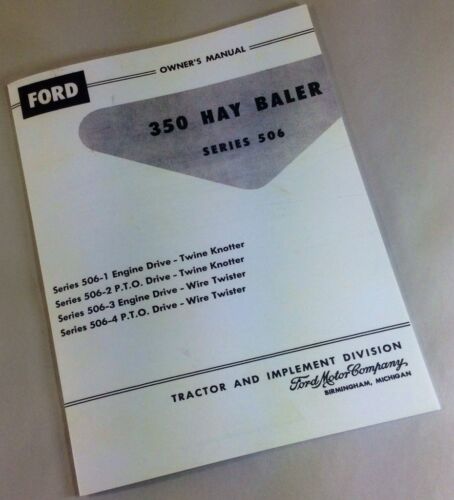 FORD
OWNER'S MANUAL
350 HAY BALER
SERIES 506
Series 506-1 Engine Drive - Twine Knotter
Series 506-2 P.T.O. Drive - Twine Knotter
Series 506-3 Engine Drive - Wire Twister
Series 506-4 P.T.O. Drive - Wire Twister
TRACTOR AND IMPLEMENT DIVISION
Ford Motor Company,
BIRMINGHAM, MICHIGAN